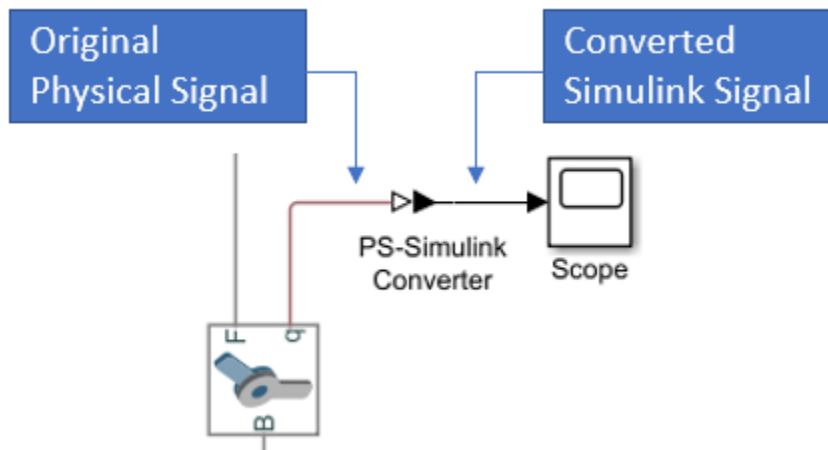 Original
Physical Signal
Converted
Simulink Signal
PS-Simulink
Converter
Scope
F
q
B